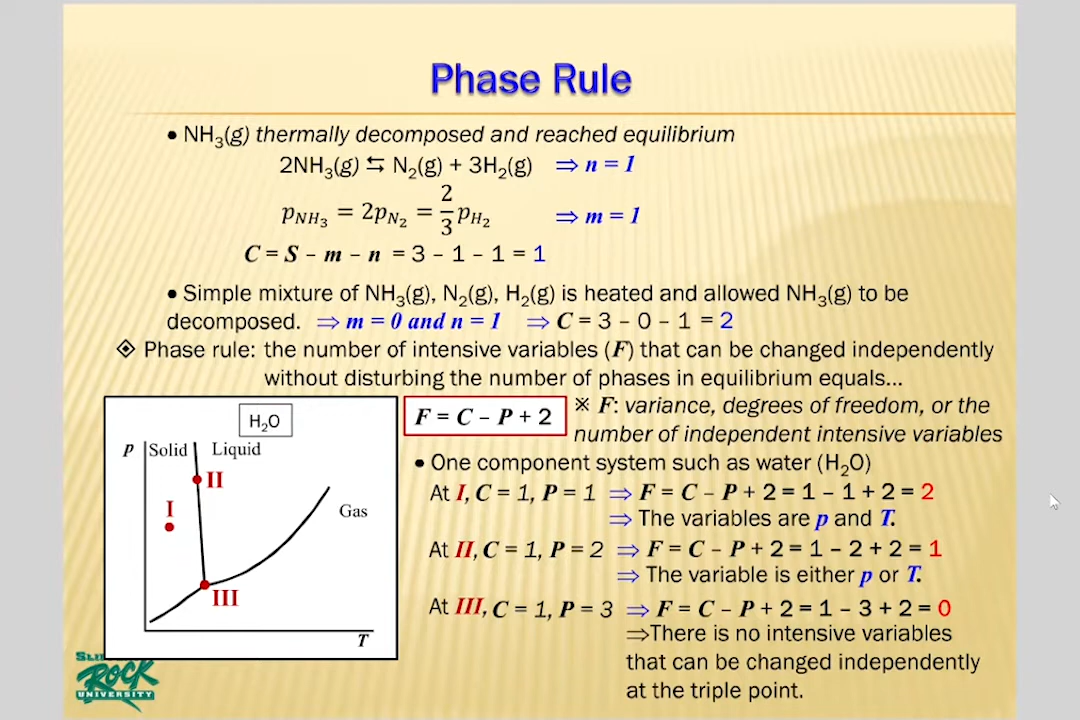 Phase Rule
• NH₃(g) thermally decomposed and reached equilibrium
2NH₃(g) ⇆ N₂(g) + 3H₂(g) ⇒ n = 1
p_NH₃ = 2p_N₂ = 2/3 p_H₂ ⇒ m = 1
C = S – m – n = 3 – 1 – 1 = 1
• Simple mixture of NH₃(g), N₂(g), H₂(g) is heated and allowed NH₃(g) to be
decomposed. ⇒ m = 0 and n = 1 ⇒ C = 3 – 0 – 1 = 2
◈ Phase rule: the number of intensive variables (F) that can be changed independently
without disturbing the number of phases in equilibrium equals...
F = C – P + 2
※ F: variance, degrees of freedom, or the
number of independent intensive variables
H₂O
p Solid Liquid
II
I
Gas
III
T
• One component system such as water (H₂O)
At I, C = 1, P = 1 ⇒ F = C – P + 2 = 1 – 1 + 2 = 2
⇒ The variables are p and T.
At II, C = 1, P = 2 ⇒ F = C – P + 2 = 1 – 2 + 2 = 1
⇒ The variable is either p or T.
At III, C = 1, P = 3 ⇒ F = C – P + 2 = 1 – 3 + 2 = 0
⇒There is no intensive variables
that can be changed independently
at the triple point.
ROCK
UNIVERSITY